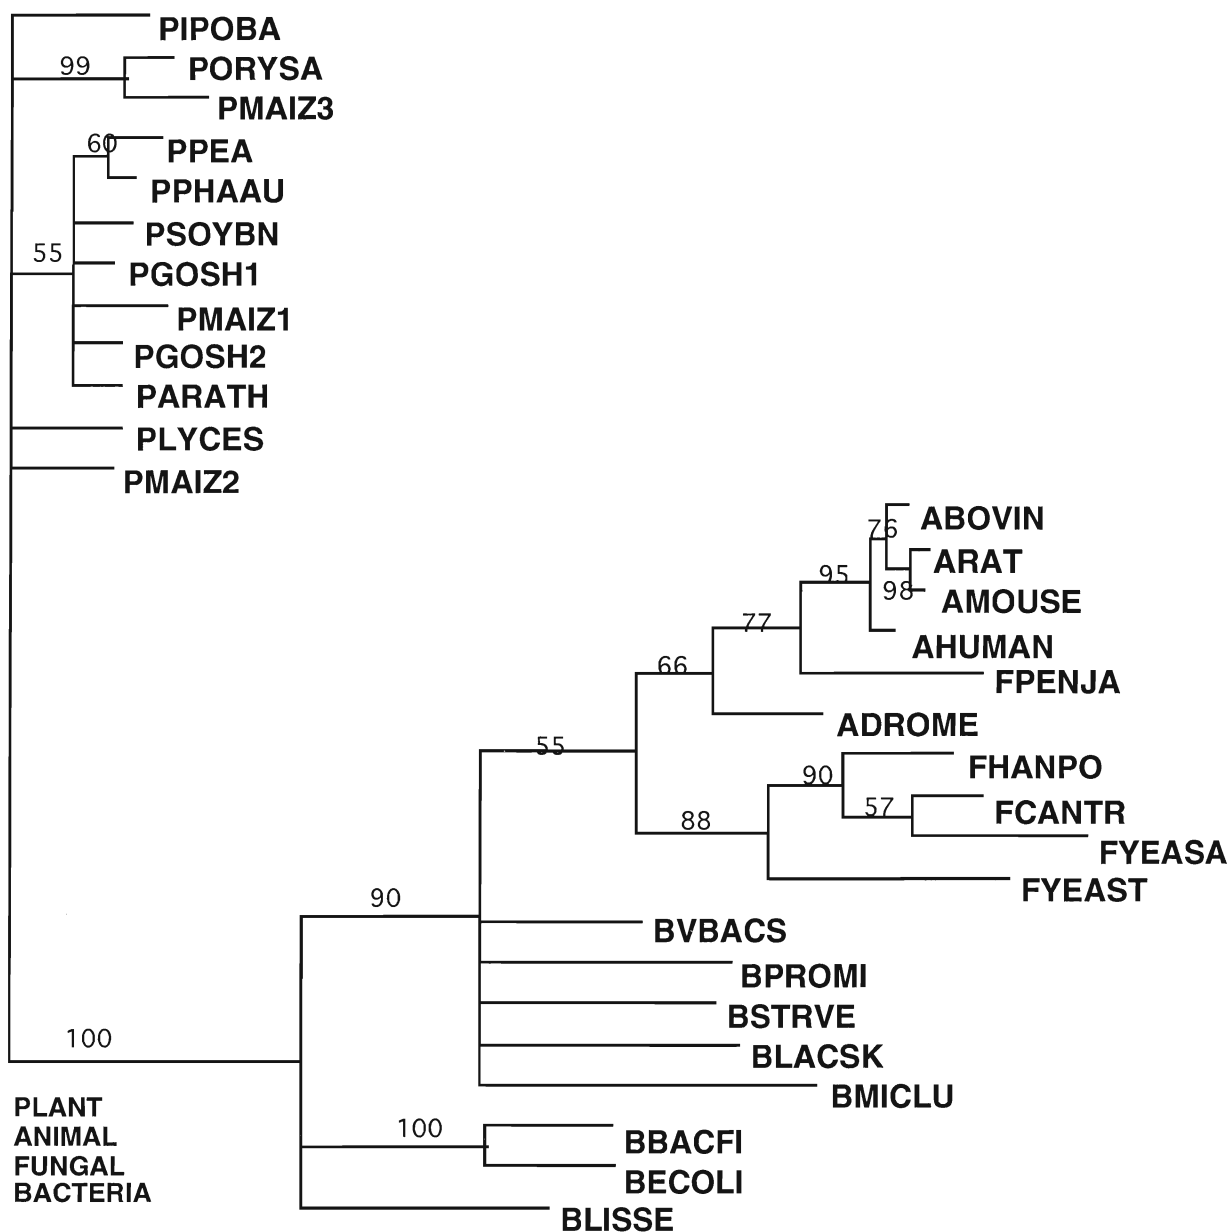 PIPOBA
99
PORYSA
PMAIZ3
60
PPEA
PPHAAU
PSOYBN
55
PGOSH1
PMAIZ1
PGOSH2
PARATH
PLYCES
PMAIZ2
ABOVIN
76
ARAT
95
98
AMOUSE
77
AHUMAN
66
FPENJA
ADROME
55
FHANPO
90
57
FCANTR
88
FYEASA
FYEAST
90
BVBACS
BPROMI
BSTRVE
100
BLACSK
BMICLU
PLANT
ANIMAL
FUNGAL
BACTERIA
100
BBACFI
BECOLI
BLISSE